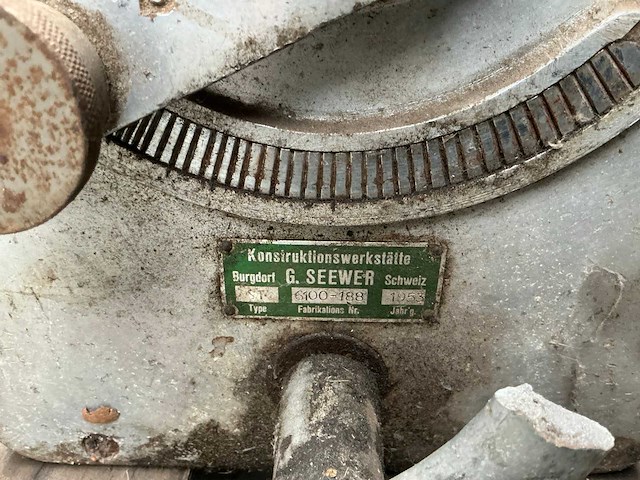 Konstruktionswerkstätte
Burgdorf G. SEEWER Schweiz
6100-188 1953
Type Fabrikations Nr. Jahr'g.